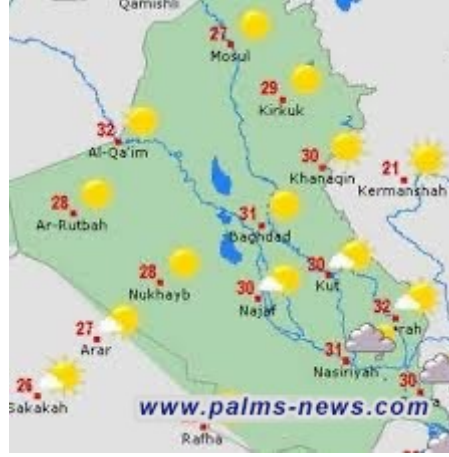 Qamishli
27
Mosul
29
Kirkuk
32
Al-Qa'im
30
Khanaqin
21
Kermanshah
28
Ar-Rutbah
31
Baghdad
28
Nukhayb
30
Kut
30
Najaf
32
rah
27
Arar
31
Nasiriyah
26
Sakakah
30
www.palms-news.com
Rafha